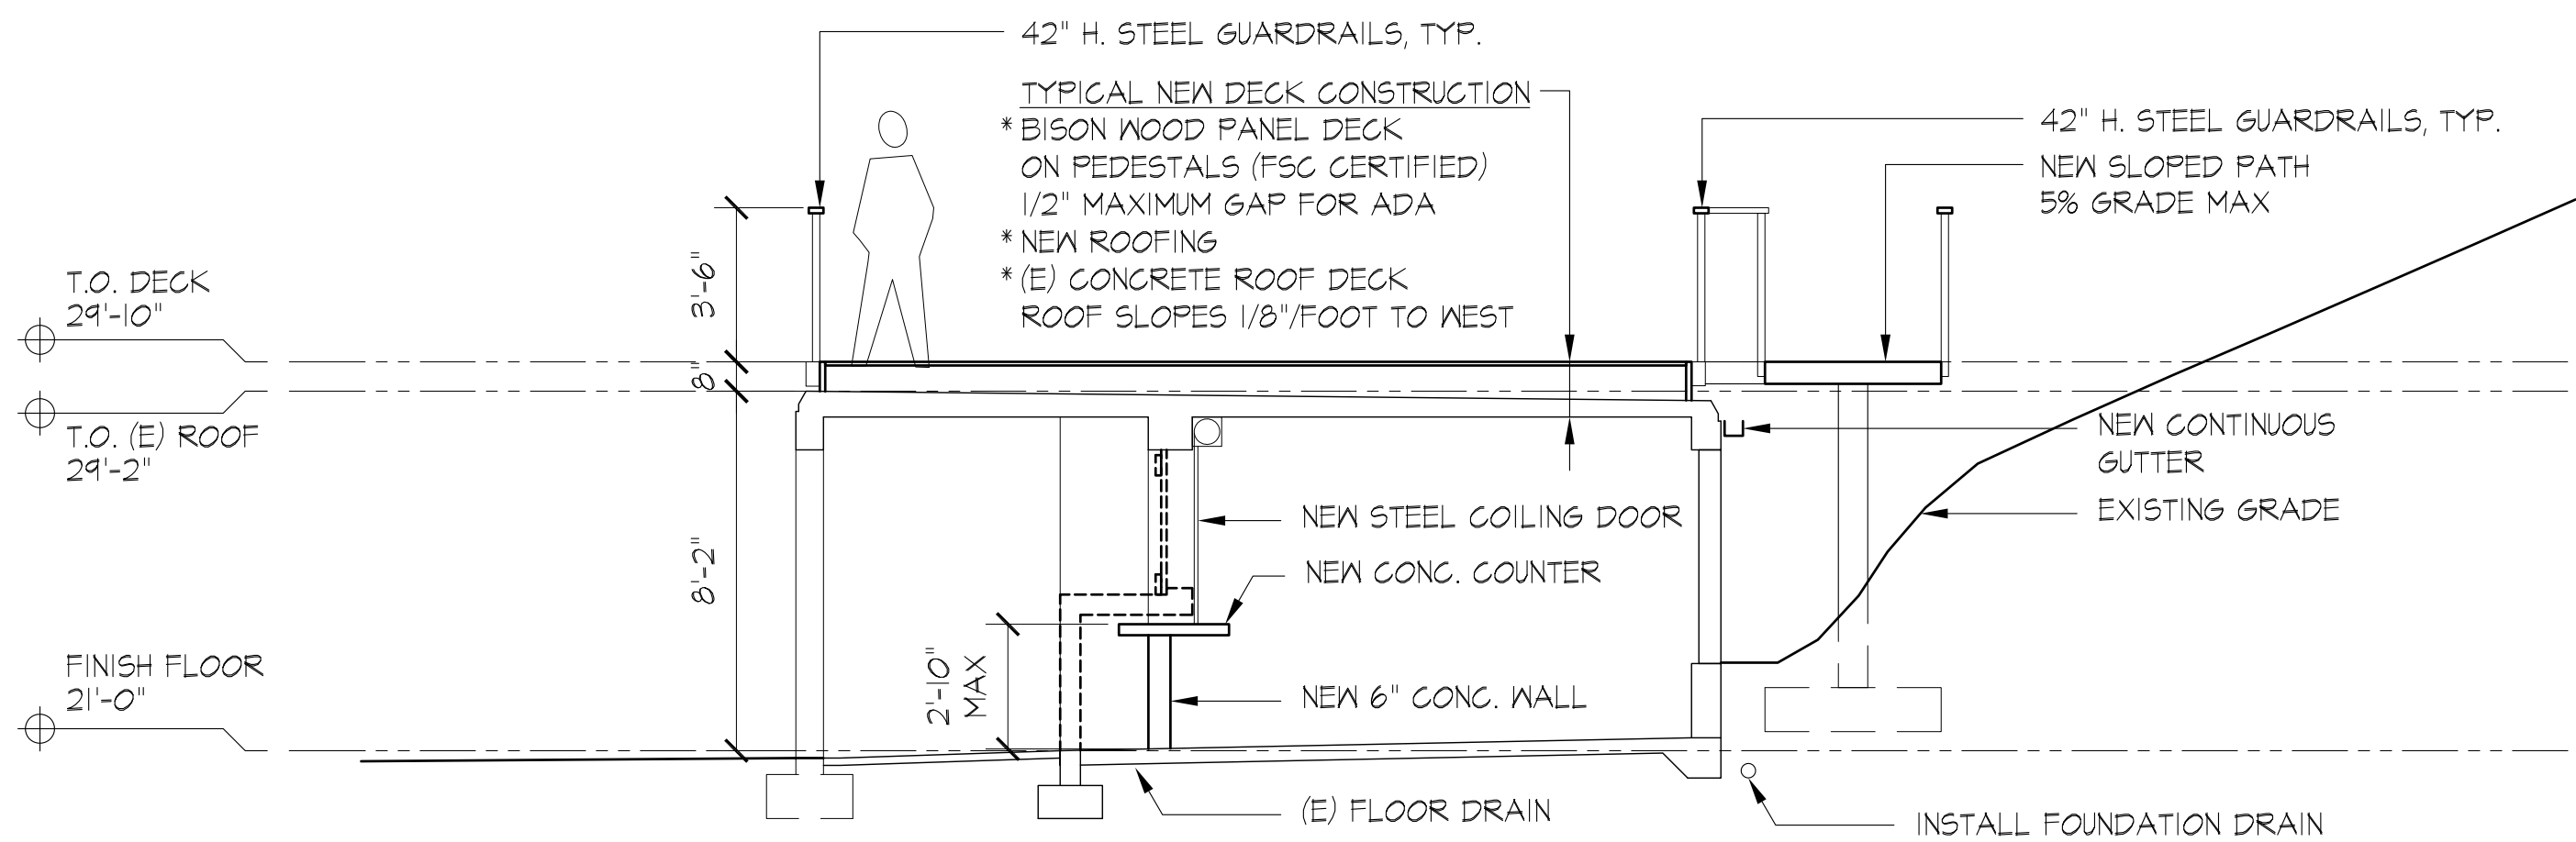 42" H. STEEL GUARDRAILS, TYP.
TYPICAL NEW DECK CONSTRUCTION
* BISON WOOD PANEL DECK
ON PEDESTALS (FSC CERTIFIED)
1/2" MAXIMUM GAP FOR ADA
* NEW ROOFING
* (E) CONCRETE ROOF DECK
ROOF SLOPES 1/8"/FOOT TO WEST
42" H. STEEL GUARDRAILS, TYP.
NEW SLOPED PATH
5% GRADE MAX
T.O. DECK
29'-10"
T.O. (E) ROOF
29'-2"
FINISH FLOOR
21'-0"
3'-6"
8"
8'-2"
2'-10"
MAX
NEW STEEL COILING DOOR
NEW CONC. COUNTER
NEW 6" CONC. WALL
(E) FLOOR DRAIN
NEW CONTINUOUS
GUTTER
EXISTING GRADE
INSTALL FOUNDATION DRAIN